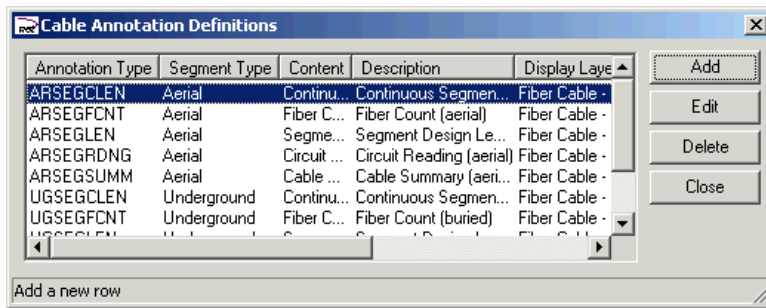 Cable Annotation Definitions
Annotation Type Segment Type Content Description Display Laye
ARSEGCLEN Aerial Continu... Continuous Segmen... Fiber Cable -
ARSEGFCNT Aerial Fiber C... Fiber Count (aerial) Fiber Cable -
ARSEGLEN Aerial Segme... Segment Design Le... Fiber Cable -
ARSEGRDNG Aerial Circuit ... Circuit Reading (aerial) Fiber Cable -
ARSEGSUMM Aerial Cable ... Cable Summary (aeri... Fiber Cable -
UGSEGCLEN Underground Continu... Continuous Segmen... Fiber Cable -
UGSEGFCNT Underground Fiber C... Fiber Count (buried) Fiber Cable -
Add
Edit
Delete
Close
Add a new row